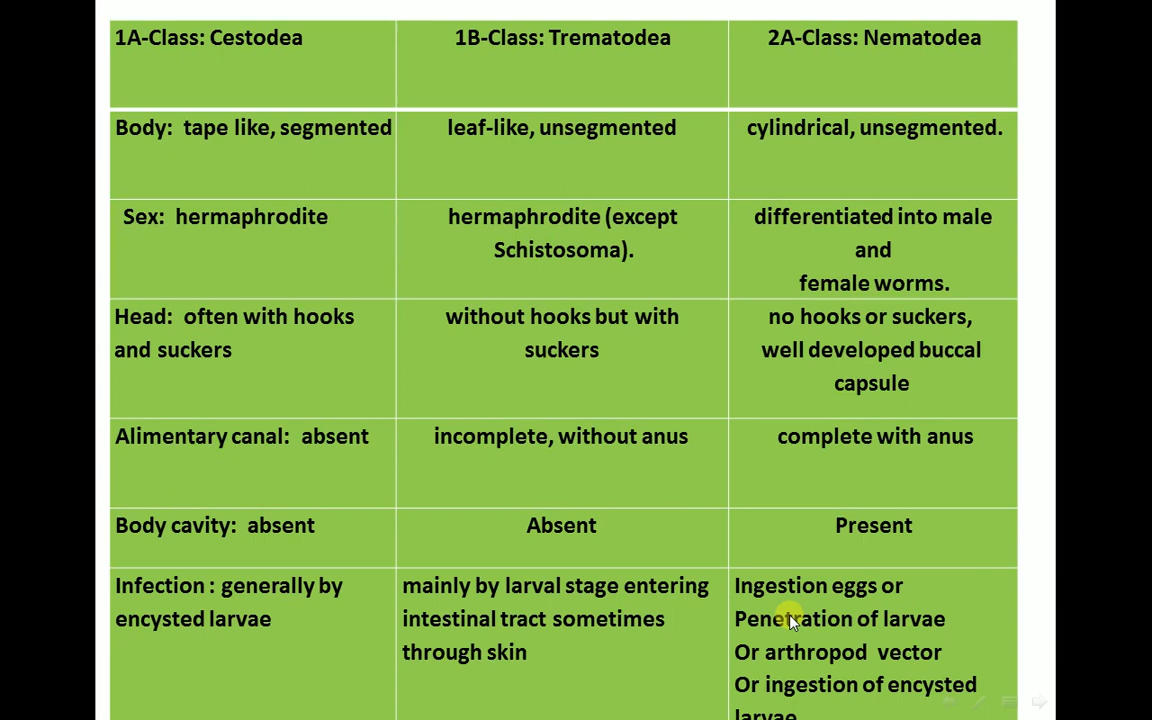 1A-Class: Cestodea
1B-Class: Trematodea
2A-Class: Nematodea
Body: tape like, segmented
leaf-like, unsegmented
cylindrical, unsegmented.
Sex: hermaphrodite
hermaphrodite (except
Schistosoma).
differentiated into male
and
female worms.
Head: often with hooks
and suckers
without hooks but with
suckers
no hooks or suckers,
well developed buccal
capsule
Alimentary canal: absent
incomplete, without anus
complete with anus
Body cavity: absent
Absent
Present
Infection : generally by
encysted larvae
mainly by larval stage entering
intestinal tract sometimes
through skin
Ingestion eggs or
Penetration of larvae
Or arthropod vector
Or ingestion of encysted
larvae